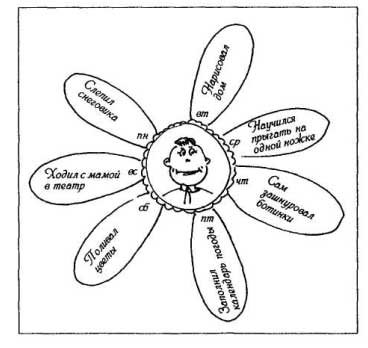 Слепил
снеговика
пн
Нарисовал
дом
вт
Научился
прыгать на
одной ножке
ср
Сам
зашнуровал
ботинки
чт
Заполнил
календарь погоды
пт
Поливал
цветы
сб
Ходил с мамой
в театр
вс